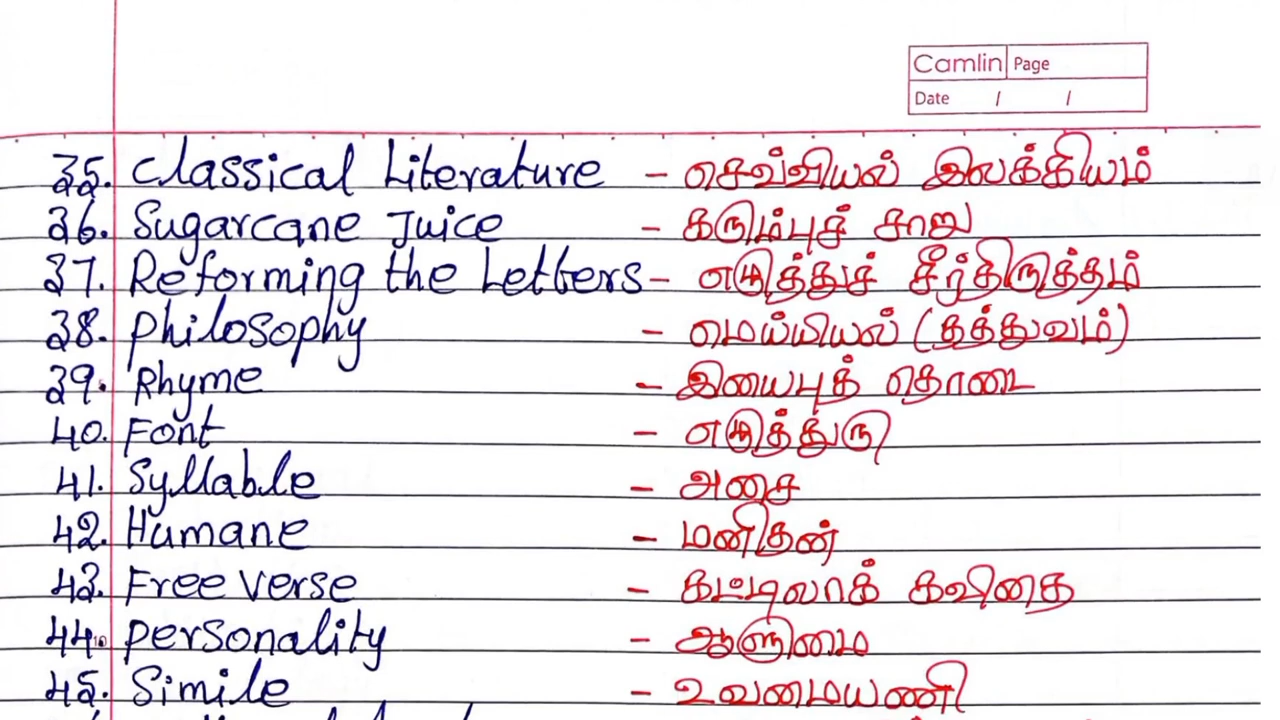 Camlin Page
Date / /
35. Classical Literature - செவ்வியல் இலக்கியம்
36. Sugarcane Juice - கரும்புச் சாறு
37. Reforming the Letters - எழுத்துச் சீர்திருத்தம்
38. Philosophy - மெய்யியல் (தத்துவம்)
39. Rhyme - இயைபுத் தொடை
40. Font - எழுத்துரு
41. Syllable - அசை
42. Humane - மனிதன்
43. Free verse - கட்டிலாக் கவிதை
44. Personality - ஆளுமை
45. Simile - உவமையணி